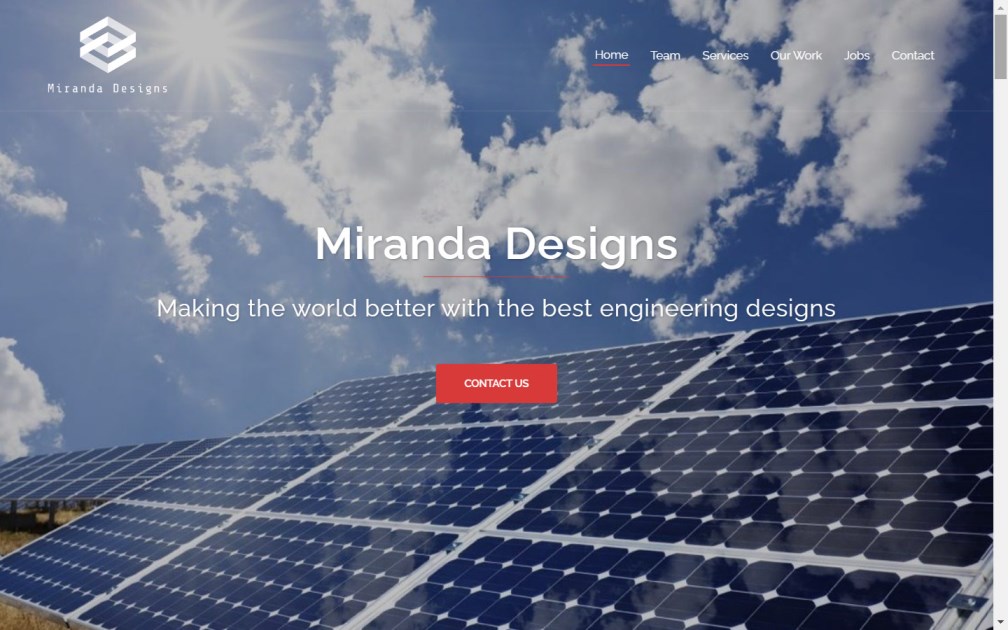 Miranda Designs
Home Team Services Our Work Jobs Contact
Miranda Designs
Making the world better with the best engineering designs
CONTACT US